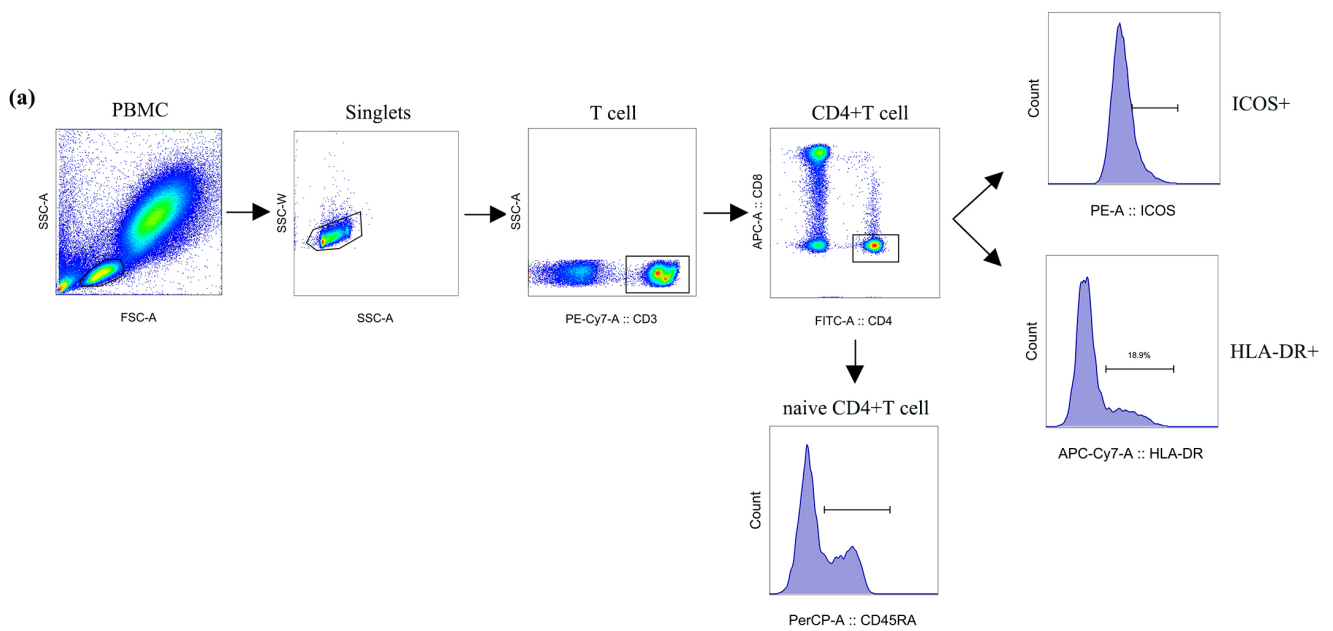 (a)
PBMC
SSC-A
FSC-A
Singlets
SSC-W
SSC-A
T cell
SSC-A
PE-Cy7-A :: CD3
CD4+T cell
APC-A :: CD8
FITC-A :: CD4
Count
PE-A :: ICOS
ICOS+
Count
18.9%
APC-Cy7-A :: HLA-DR
HLA-DR+
naive CD4+T cell
Count
PerCP-A :: CD45RA